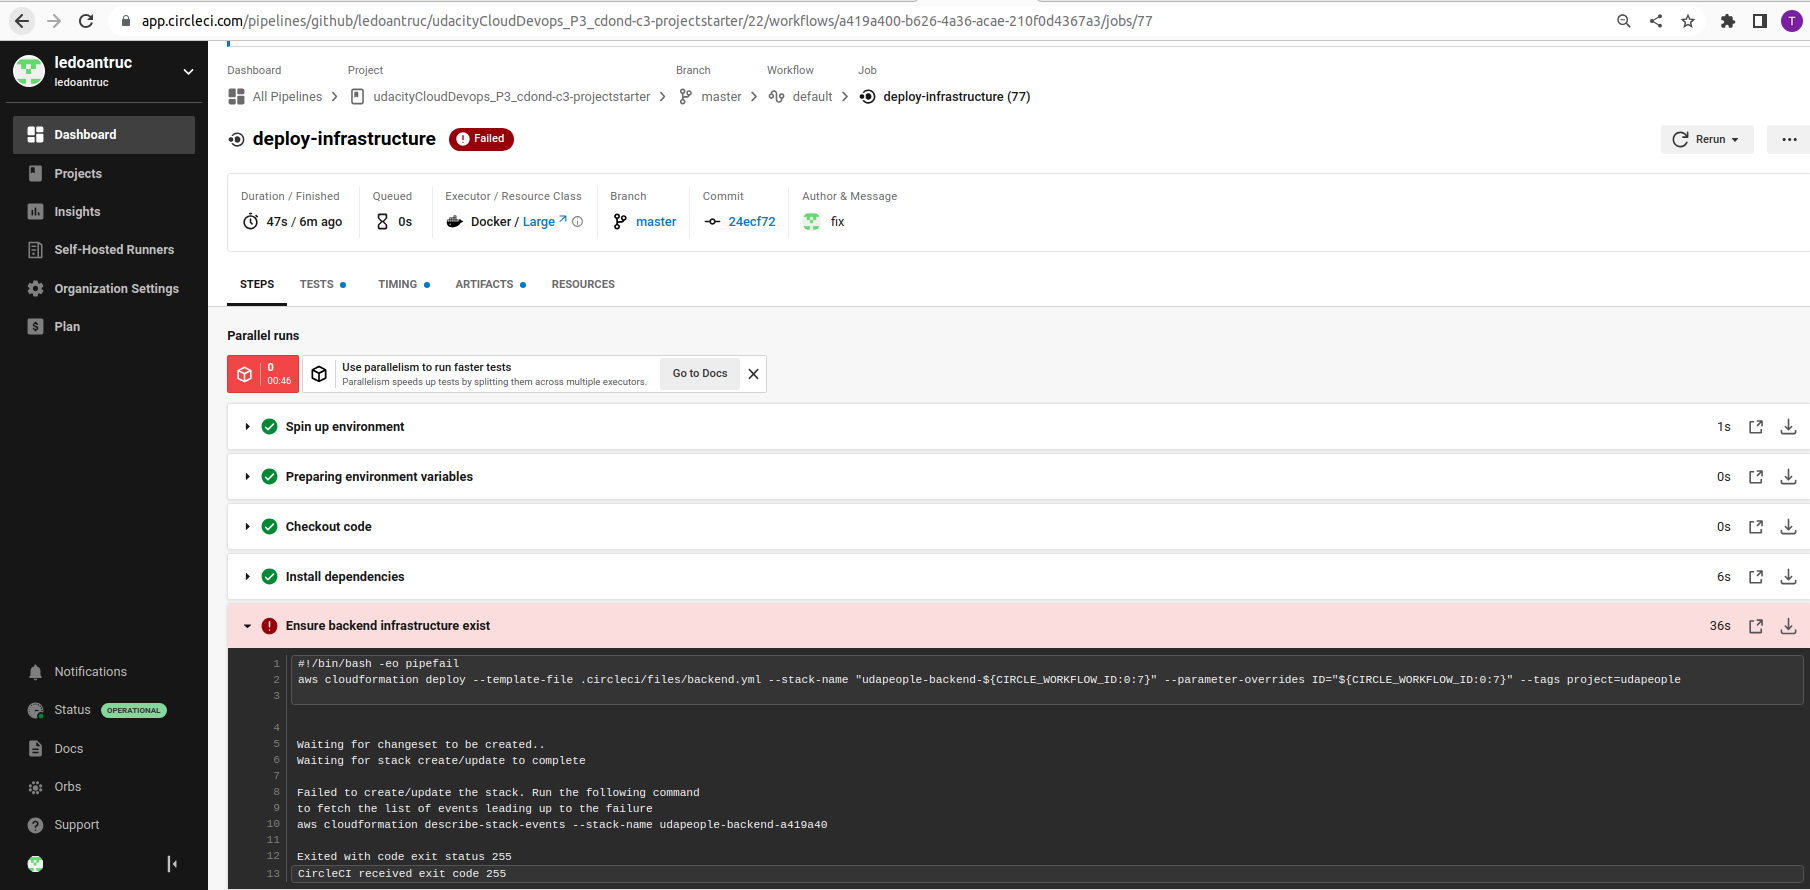 app.circleci.com/pipelines/github/ledoantruc/udacityCloudDevops_P3_cdond-c3-projectstarter/22/workflows/a419a400-b626-4a36-acae-210f0d4367a3/jobs/77
T
ledoantruc
ledoantruc
Dashboard
Projects
Insights
Self-Hosted Runners
Organization Settings
$ Plan
Notifications
Status OPERATIONAL
Docs
Orbs
? Support
Dashboard Project Branch Workflow Job
All Pipelines udacityCloudDevops_P3_cdond-c3-projectstarter master default deploy-infrastructure (77)
deploy-infrastructure Failed
Rerun
Duration / Finished Queued Executor / Resource Class Branch Commit Author & Message
47s / 6m ago 0s Docker / Large master 24ecf72 fix
STEPS TESTS TIMING ARTIFACTS RESOURCES
Parallel runs
0
00:46
Use parallelism to run faster tests
Parallelism speeds up tests by splitting them across multiple executors.
Go to Docs
Spin up environment 1s
Preparing environment variables 0s
Checkout code 0s
Install dependencies 6s
Ensure backend infrastructure exist 36s
1 #!/bin/bash -eo pipefail
2 aws cloudformation deploy --template-file .circleci/files/backend.yml --stack-name "udapeople-backend-${CIRCLE_WORKFLOW_ID:0:7}" --parameter-overrides ID="${CIRCLE_WORKFLOW_ID:0:7}" --tags project=udapeople
3
4
5 Waiting for changeset to be created..
6 Waiting for stack create/update to complete
7
8 Failed to create/update the stack. Run the following command
9 to fetch the list of events leading up to the failure
10 aws cloudformation describe-stack-events --stack-name udapeople-backend-a419a40
11
12 Exited with code exit status 255
13 CircleCI received exit code 255